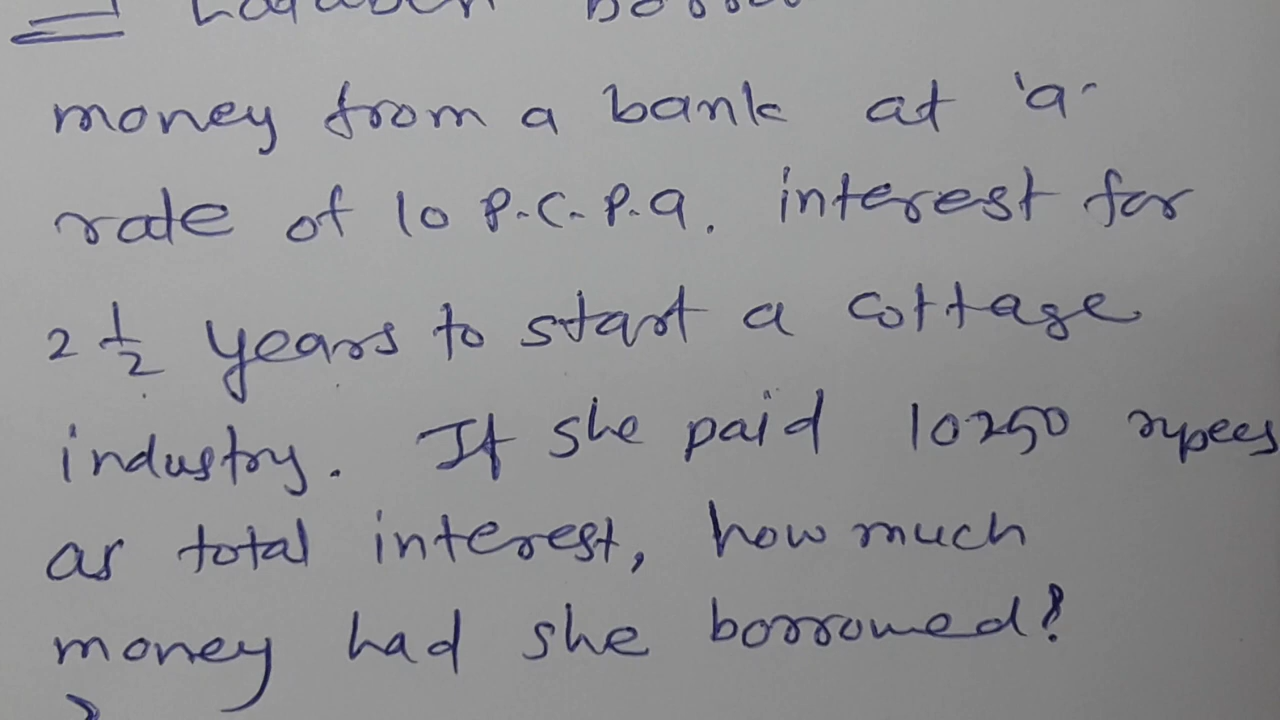 money from a bank at 'a'
rate of 10 P.C.P.a. interest for
2 1/2 years to start a cottage
industry. If she paid 10250 rupees
as total interest, how much
money had she borrowed?